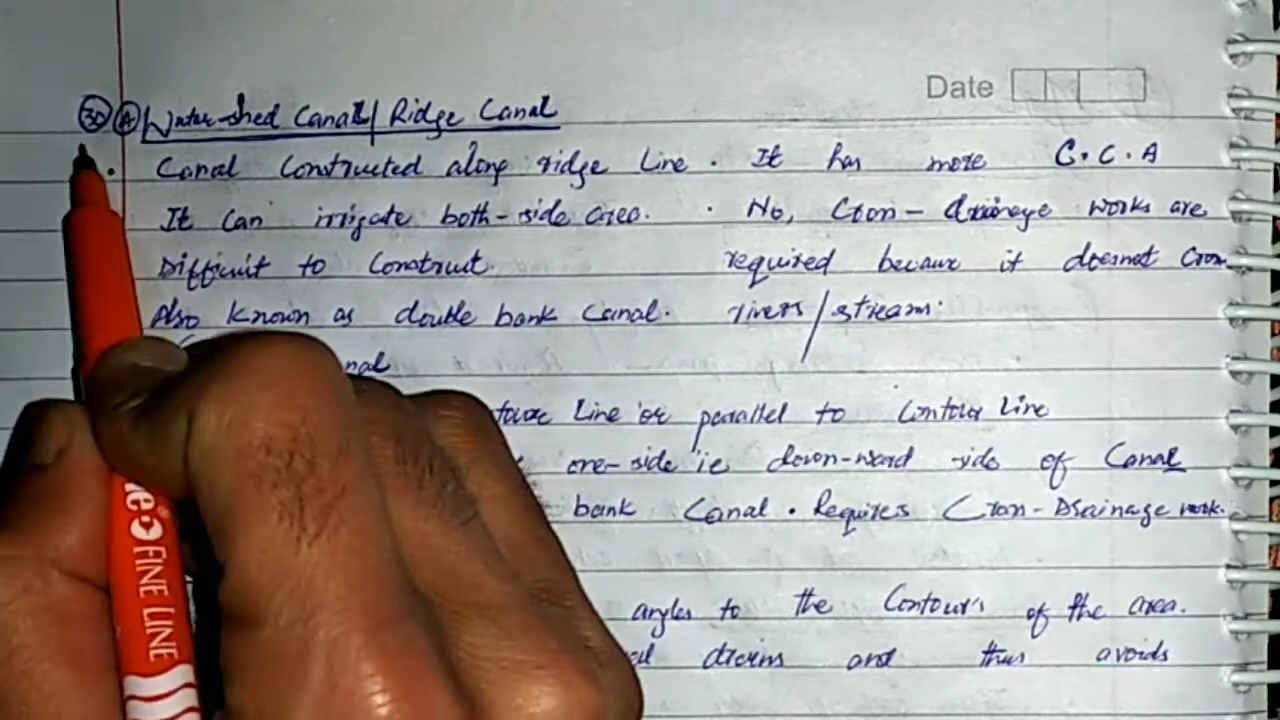 Date
30 A Water-shed Canal/Ridge Canal
Canal Constructed along ridge Line. It has more G.C.A
It Can irrigate both-side area. No, Cross-drainage works are
Difficult to Construct. required because it doesnot Cross
Also known as double bank Canal. rivers/stream.
nal
Line or parallel to Contour Line
one-side ie down-ward side of Canal
bank Canal. Requires Cross-Drainage work.
angles to the Contours of the area.
drains and thus avoids
FINE LINE